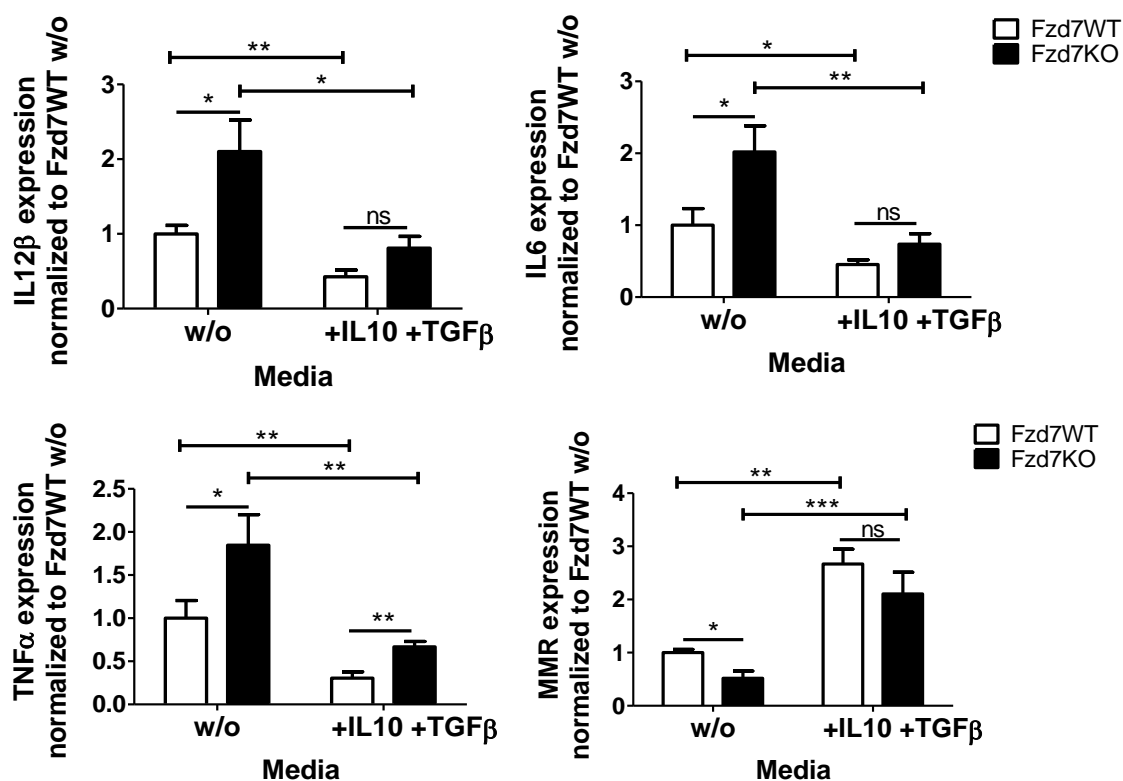 Fzd7WT
Fzd7KO
IL12β expression
normalized to Fzd7WT w/o
3
2
1
0
**
*
*
ns
w/o
+IL10 +TGFβ
Media
IL6 expression
normalized to Fzd7WT w/o
3
2
1
0
*
**
*
ns
w/o
+IL10 +TGFβ
Media
TNFα expression
normalized to Fzd7WT w/o
2.5
2.0
1.5
1.0
0.5
0.0
**
**
*
**
w/o
+IL10 +TGFβ
Media
Fzd7WT
Fzd7KO
MMR expression
normalized to Fzd7WT w/o
4
3
2
1
0
**
***
ns
*
w/o
+IL10 +TGFβ
Media